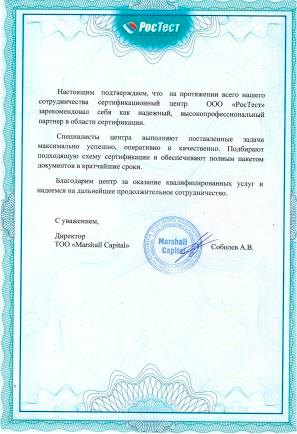 РосТест
Настоящим подтверждаем, что на протяжении всего нашего
сотрудничества сертификационный центр ООО «РосТест»
зарекомендовал себя как надежный, высокопрофессиональный
партнер в области сертификации.
Специалисты центра выполняют поставленные задачи
максимально успешно, оперативно и качественно. Подбирают
подходящую схему сертификации и обеспечивают полным пакетом
документов в кратчайшие сроки.
Благодарим центр за оказание квалифицированных услуг и
надеемся на дальнейшее продолжительное сотрудничество.
С уважением,
Директор
ТОО «Marshall Capital»
Соболев А.В.
Marshall
Capital